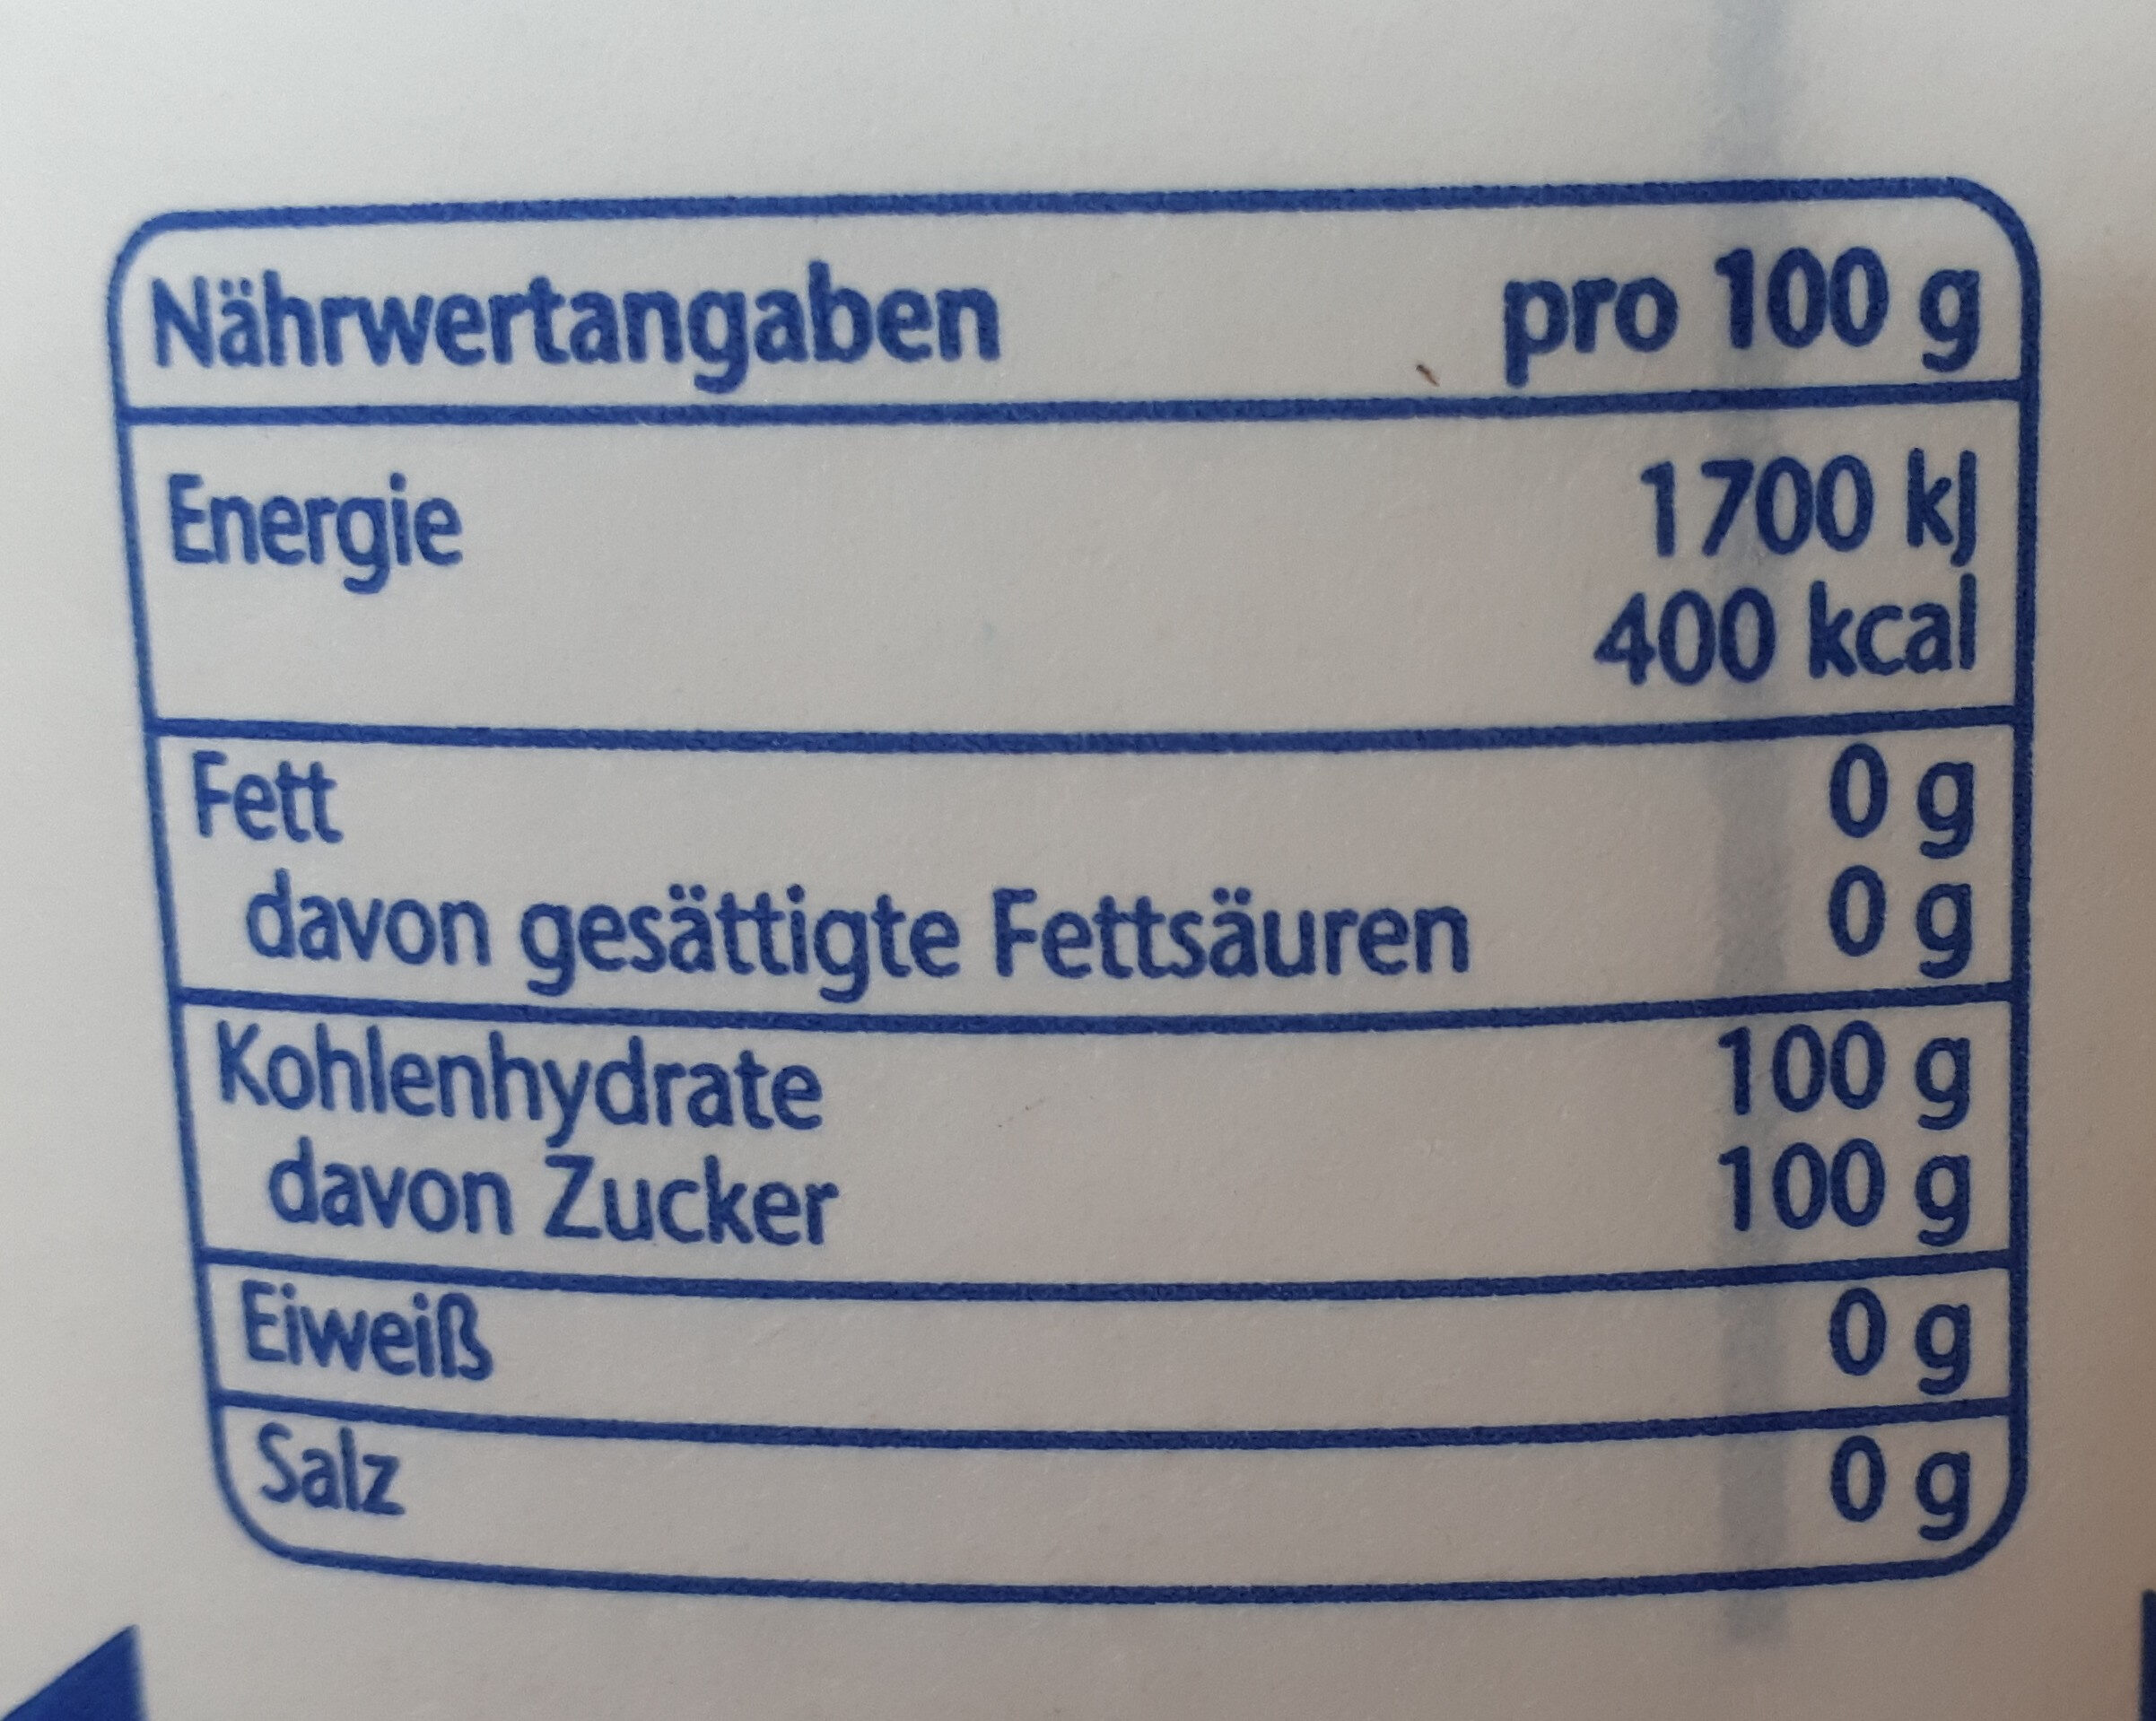 Nährwertangaben pro 100 g
Energie 1700 kJ
400 kcal
Fett 0 g
davon gesättigte Fettsäuren 0 g
Kohlenhydrate 100 g
davon Zucker 100 g
Eiweiß 0 g
Salz 0 g